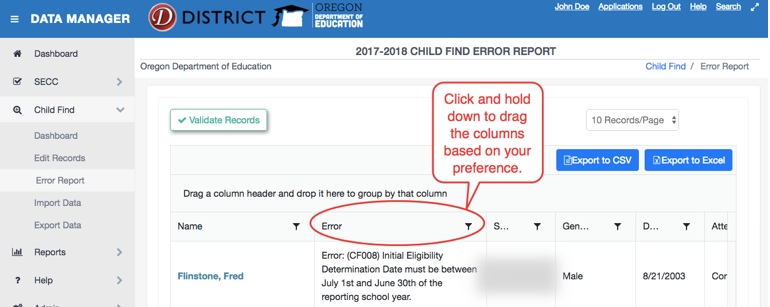 DATA MANAGER
DISTRICT
OREGON
DEPARTMENT OF
EDUCATION
John Doe Applications Log Out Help Search
Dashboard
SECC
Child Find
Dashboard
Edit Records
Error Report
Import Data
Export Data
Reports
Help
Admin
2017-2018 CHILD FIND ERROR REPORT
Oregon Department of Education
Child Find / Error Report
Validate Records
10 Records/Page
Click and hold
down to drag
the columns
based on your
preference.
Export to CSV
Export to Excel
Drag a column header and drop it here to group by that column
Name Error S... Gen... D... Atte
Flinstone, Fred
Error: (CF008) Initial Eligibility
Determination Date must be between
July 1st and June 30th of the
reporting school year.
Male 8/21/2003 Cor